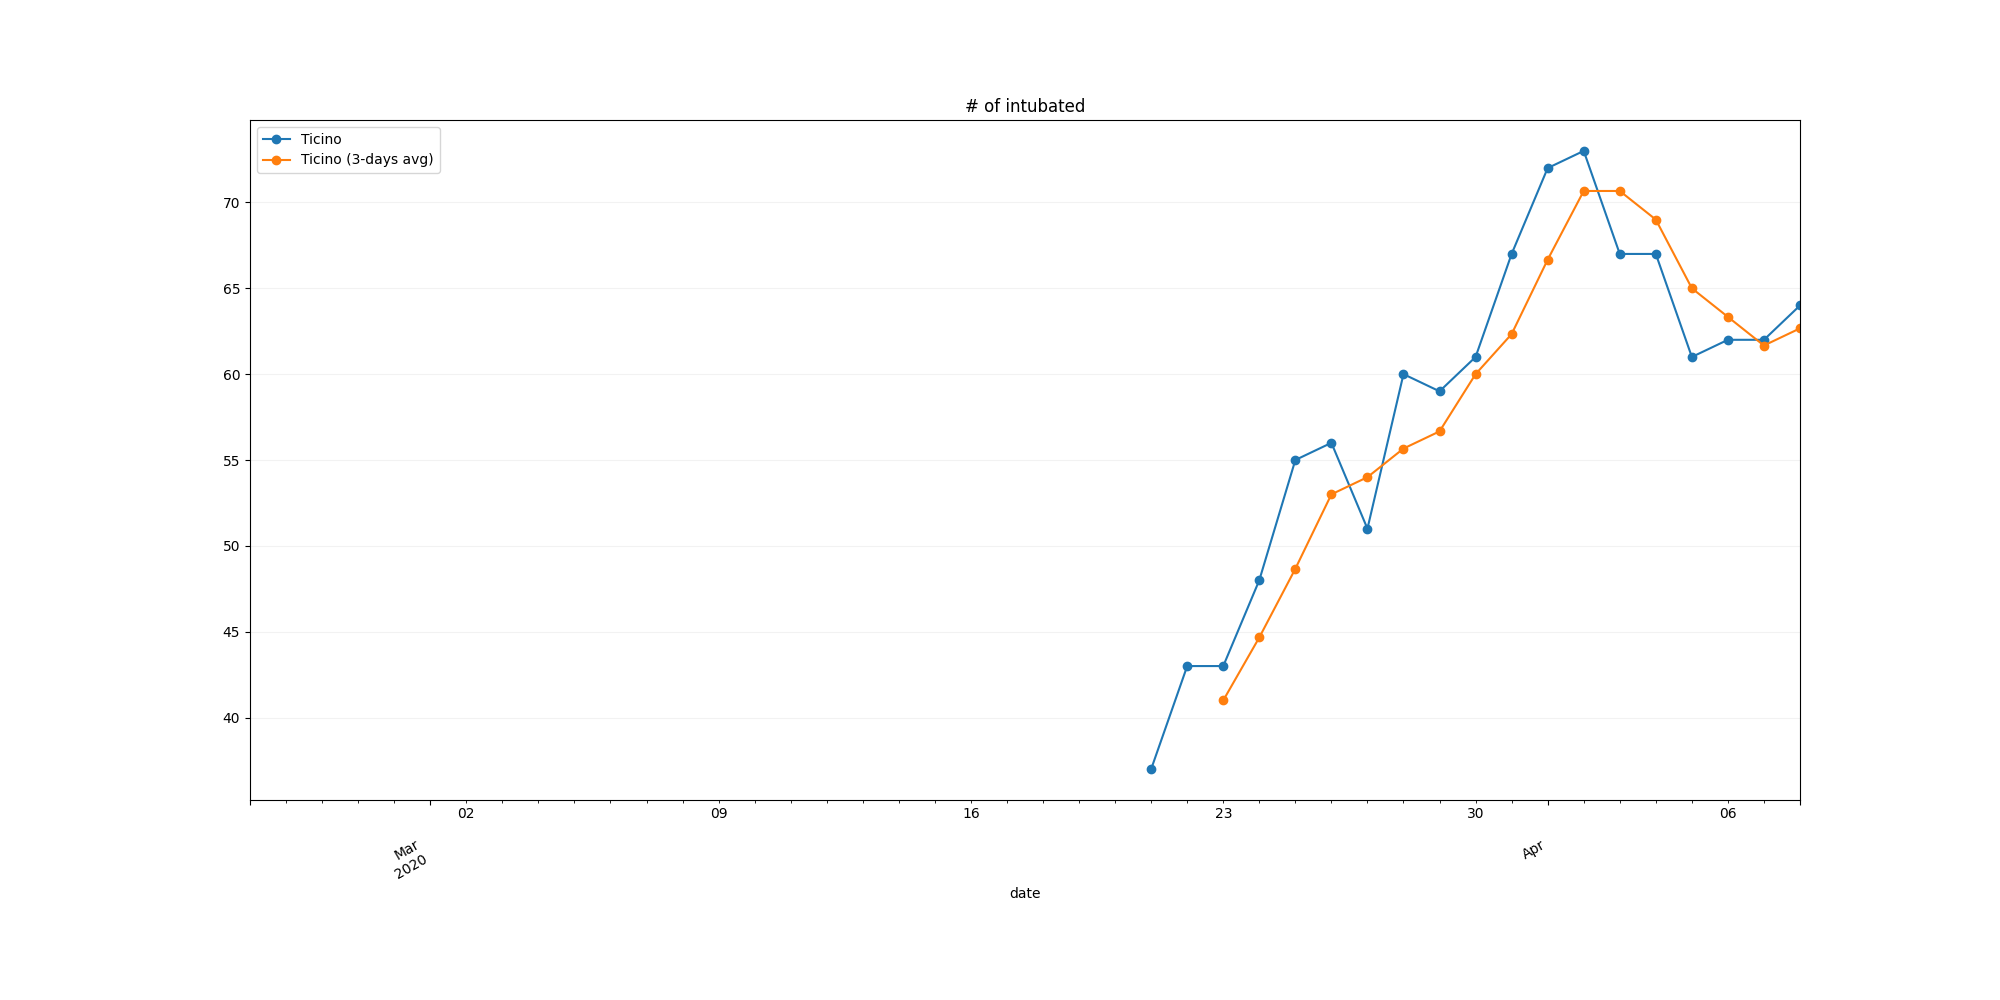 # of intubated
Ticino
Ticino (3-days avg)
70
65
60
55
50
45
40
02 09 16 23 30 06
Mar
2020
Apr
date